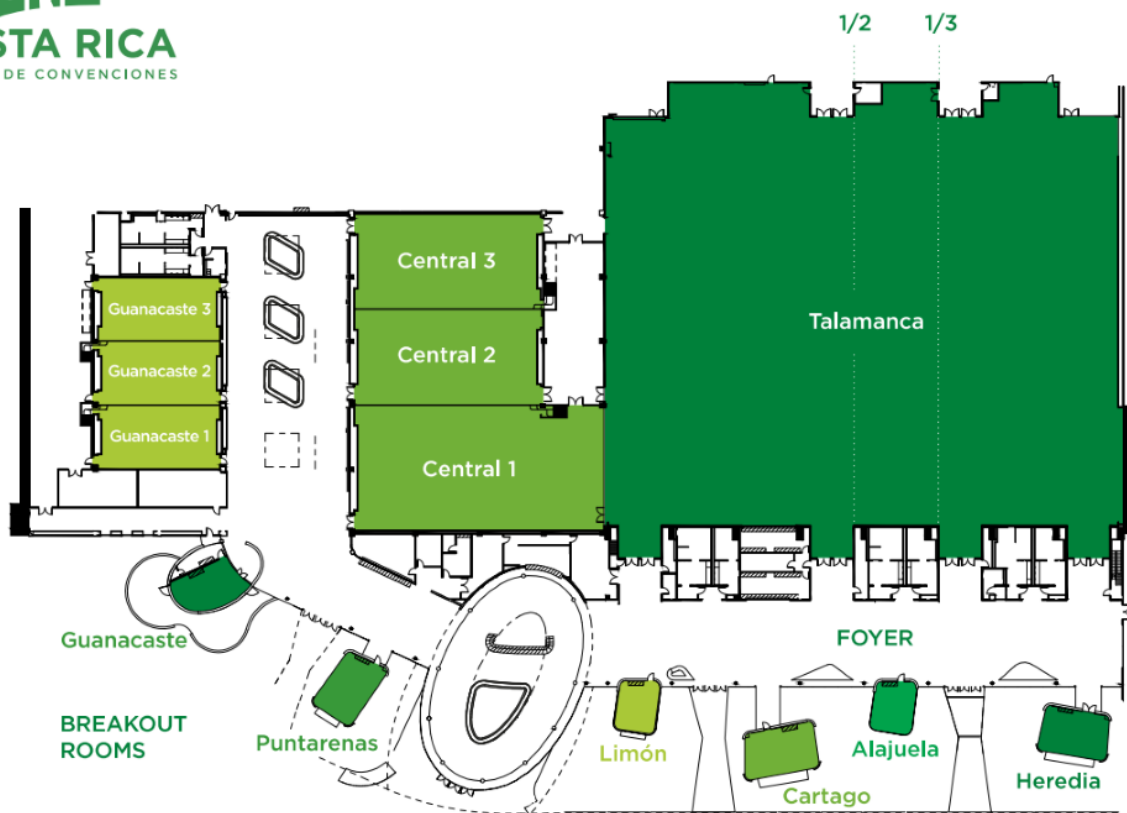 STA RICA
DE CONVENCIONES
1/2
1/3
Central 3
Guanacaste 3
Talamanca
Central 2
Guanacaste 2
Guanacaste 1
Central 1
Guanacaste
FOYER
BREAKOUT
ROOMS
Puntarenas
Limón
Alajuela
Cartago
Heredia